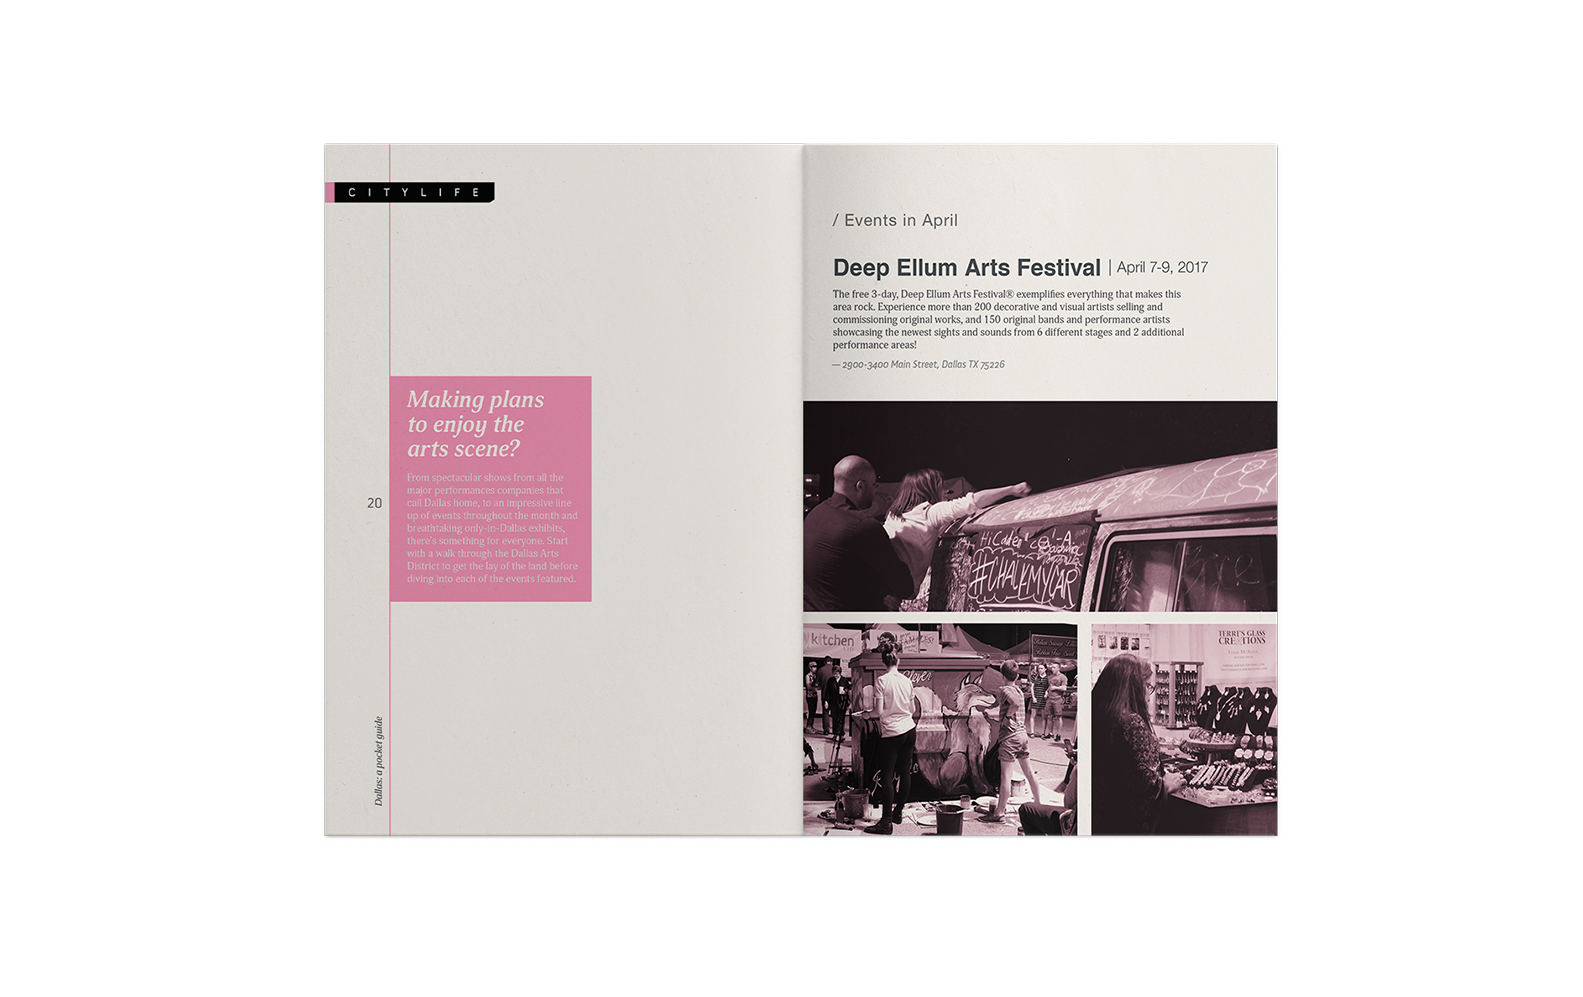 CITYLIFE
Making plans
to enjoy the
arts scene?
From spectacular shows from all the
major performances companies that
call Dallas home, to an impressive line
up of events throughout the month and
breathtaking only-in-Dallas exhibits,
there's something for everyone. Start
with a walk through the Dallas Arts
District to get the lay of the land before
diving into each of the events featured.
20
Dallas: a pocket guide
/ Events in April
Deep Ellum Arts Festival | April 7-9, 2017
The free 3-day, Deep Ellum Arts Festival® exemplifies everything that makes this
area rock. Experience more than 200 decorative and visual artists selling and
commissioning original works, and 150 original bands and performance artists
showcasing the newest sights and sounds from 6 different stages and 2 additional
performance areas!
— 2900-3400 Main Street, Dallas TX 75226
#CHALKMYCAR
kitchen
Clever
TERRI'S GLASS
CREATIONS